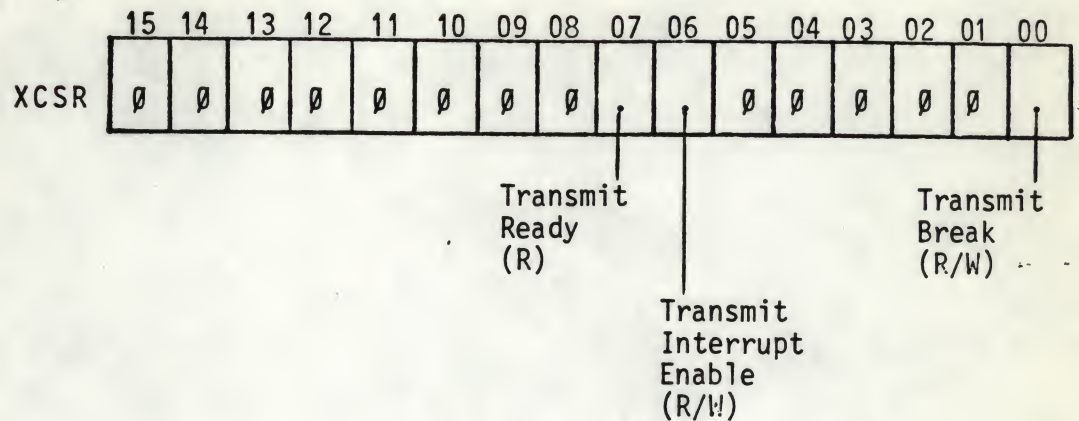 15 14 13 12 11 10 09 08 07 06 05 04 03 02 01 00
XCSR Ø Ø Ø Ø Ø Ø Ø Ø Ø Ø Ø Ø Ø
Transmit
Ready
(R)
Transmit
Break
(R/W)
Transmit
Interrupt
Enable
(R/W)